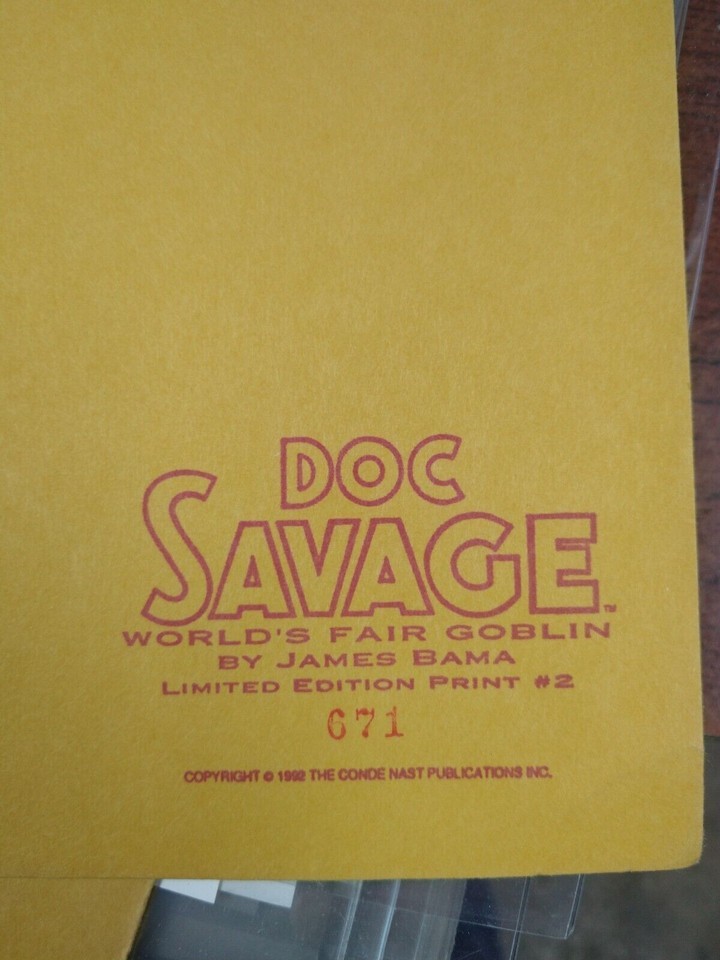 DOC
SAVAGE™
WORLD'S FAIR GOBLIN
BY JAMES BAMA
LIMITED EDITION PRINT #2
671
COPYRIGHT © 1992 THE CONDE NAST PUBLICATIONS INC.